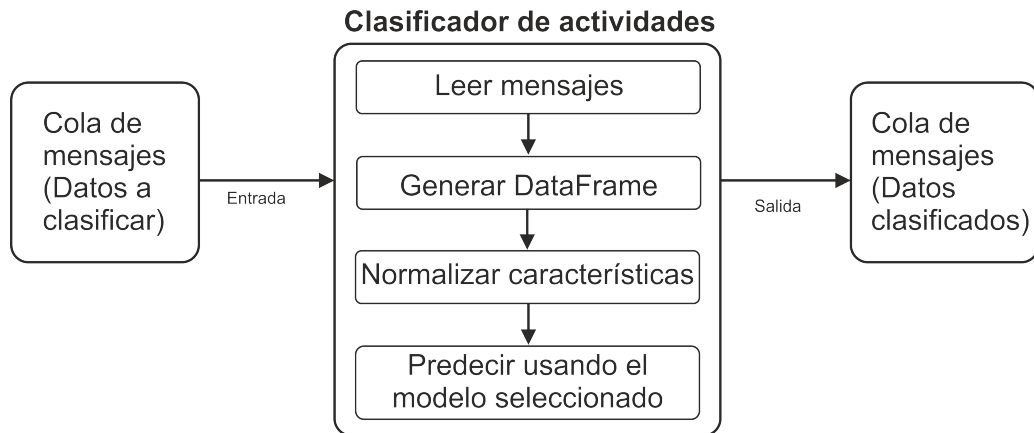 Clasificador de actividades
Cola de
mensajes
(Datos a
clasificar)
Entrada
Leer mensajes
Generar DataFrame
Normalizar características
Predecir usando el
modelo seleccionado
Salida
Cola de
mensajes
(Datos
clasificados)